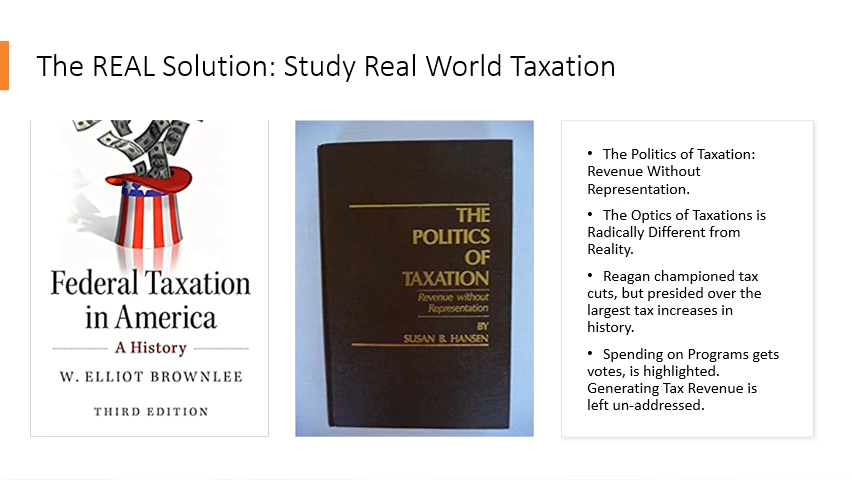 The REAL Solution: Study Real World Taxation
Federal Taxation
in America
A History
W. ELLIOT BROWNLEE
THIRD EDITION
THE
POLITICS
OF
TAXATION
Revenue without
Representation
BY
SUSAN B. HANSEN
• The Politics of Taxation:
Revenue Without
Representation.
• The Optics of Taxations is
Radically Different from
Reality.
• Reagan championed tax
cuts, but presided over the
largest tax increases in
history.
• Spending on Programs gets
votes, is highlighted.
Generating Tax Revenue is
left un-addressed.